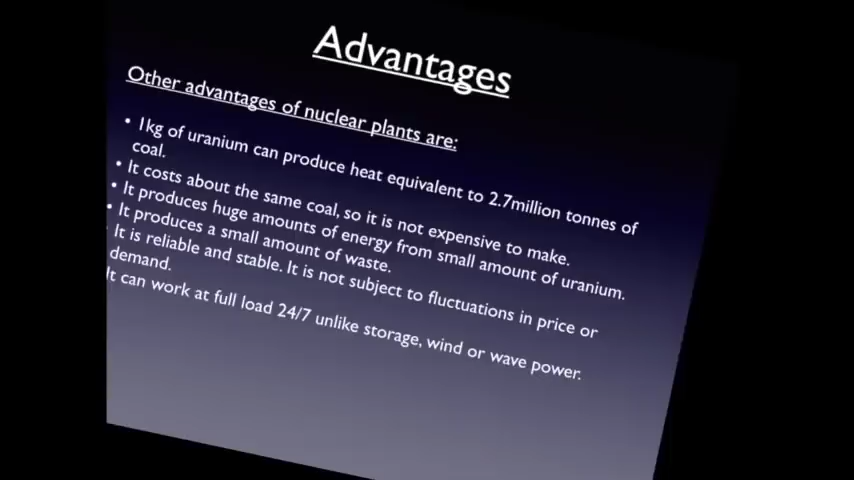 Advantages
Other advantages of nuclear plants are:
• 1kg of uranium can produce heat equivalent to 2.7million tonnes of
coal.
• It costs about the same coal, so it is not expensive to make.
• It produces huge amounts of energy from small amount of uranium.
• It produces a small amount of waste.
It is reliable and stable. It is not subject to fluctuations in price or
demand.
It can work at full load 24/7 unlike storage, wind or wave power.